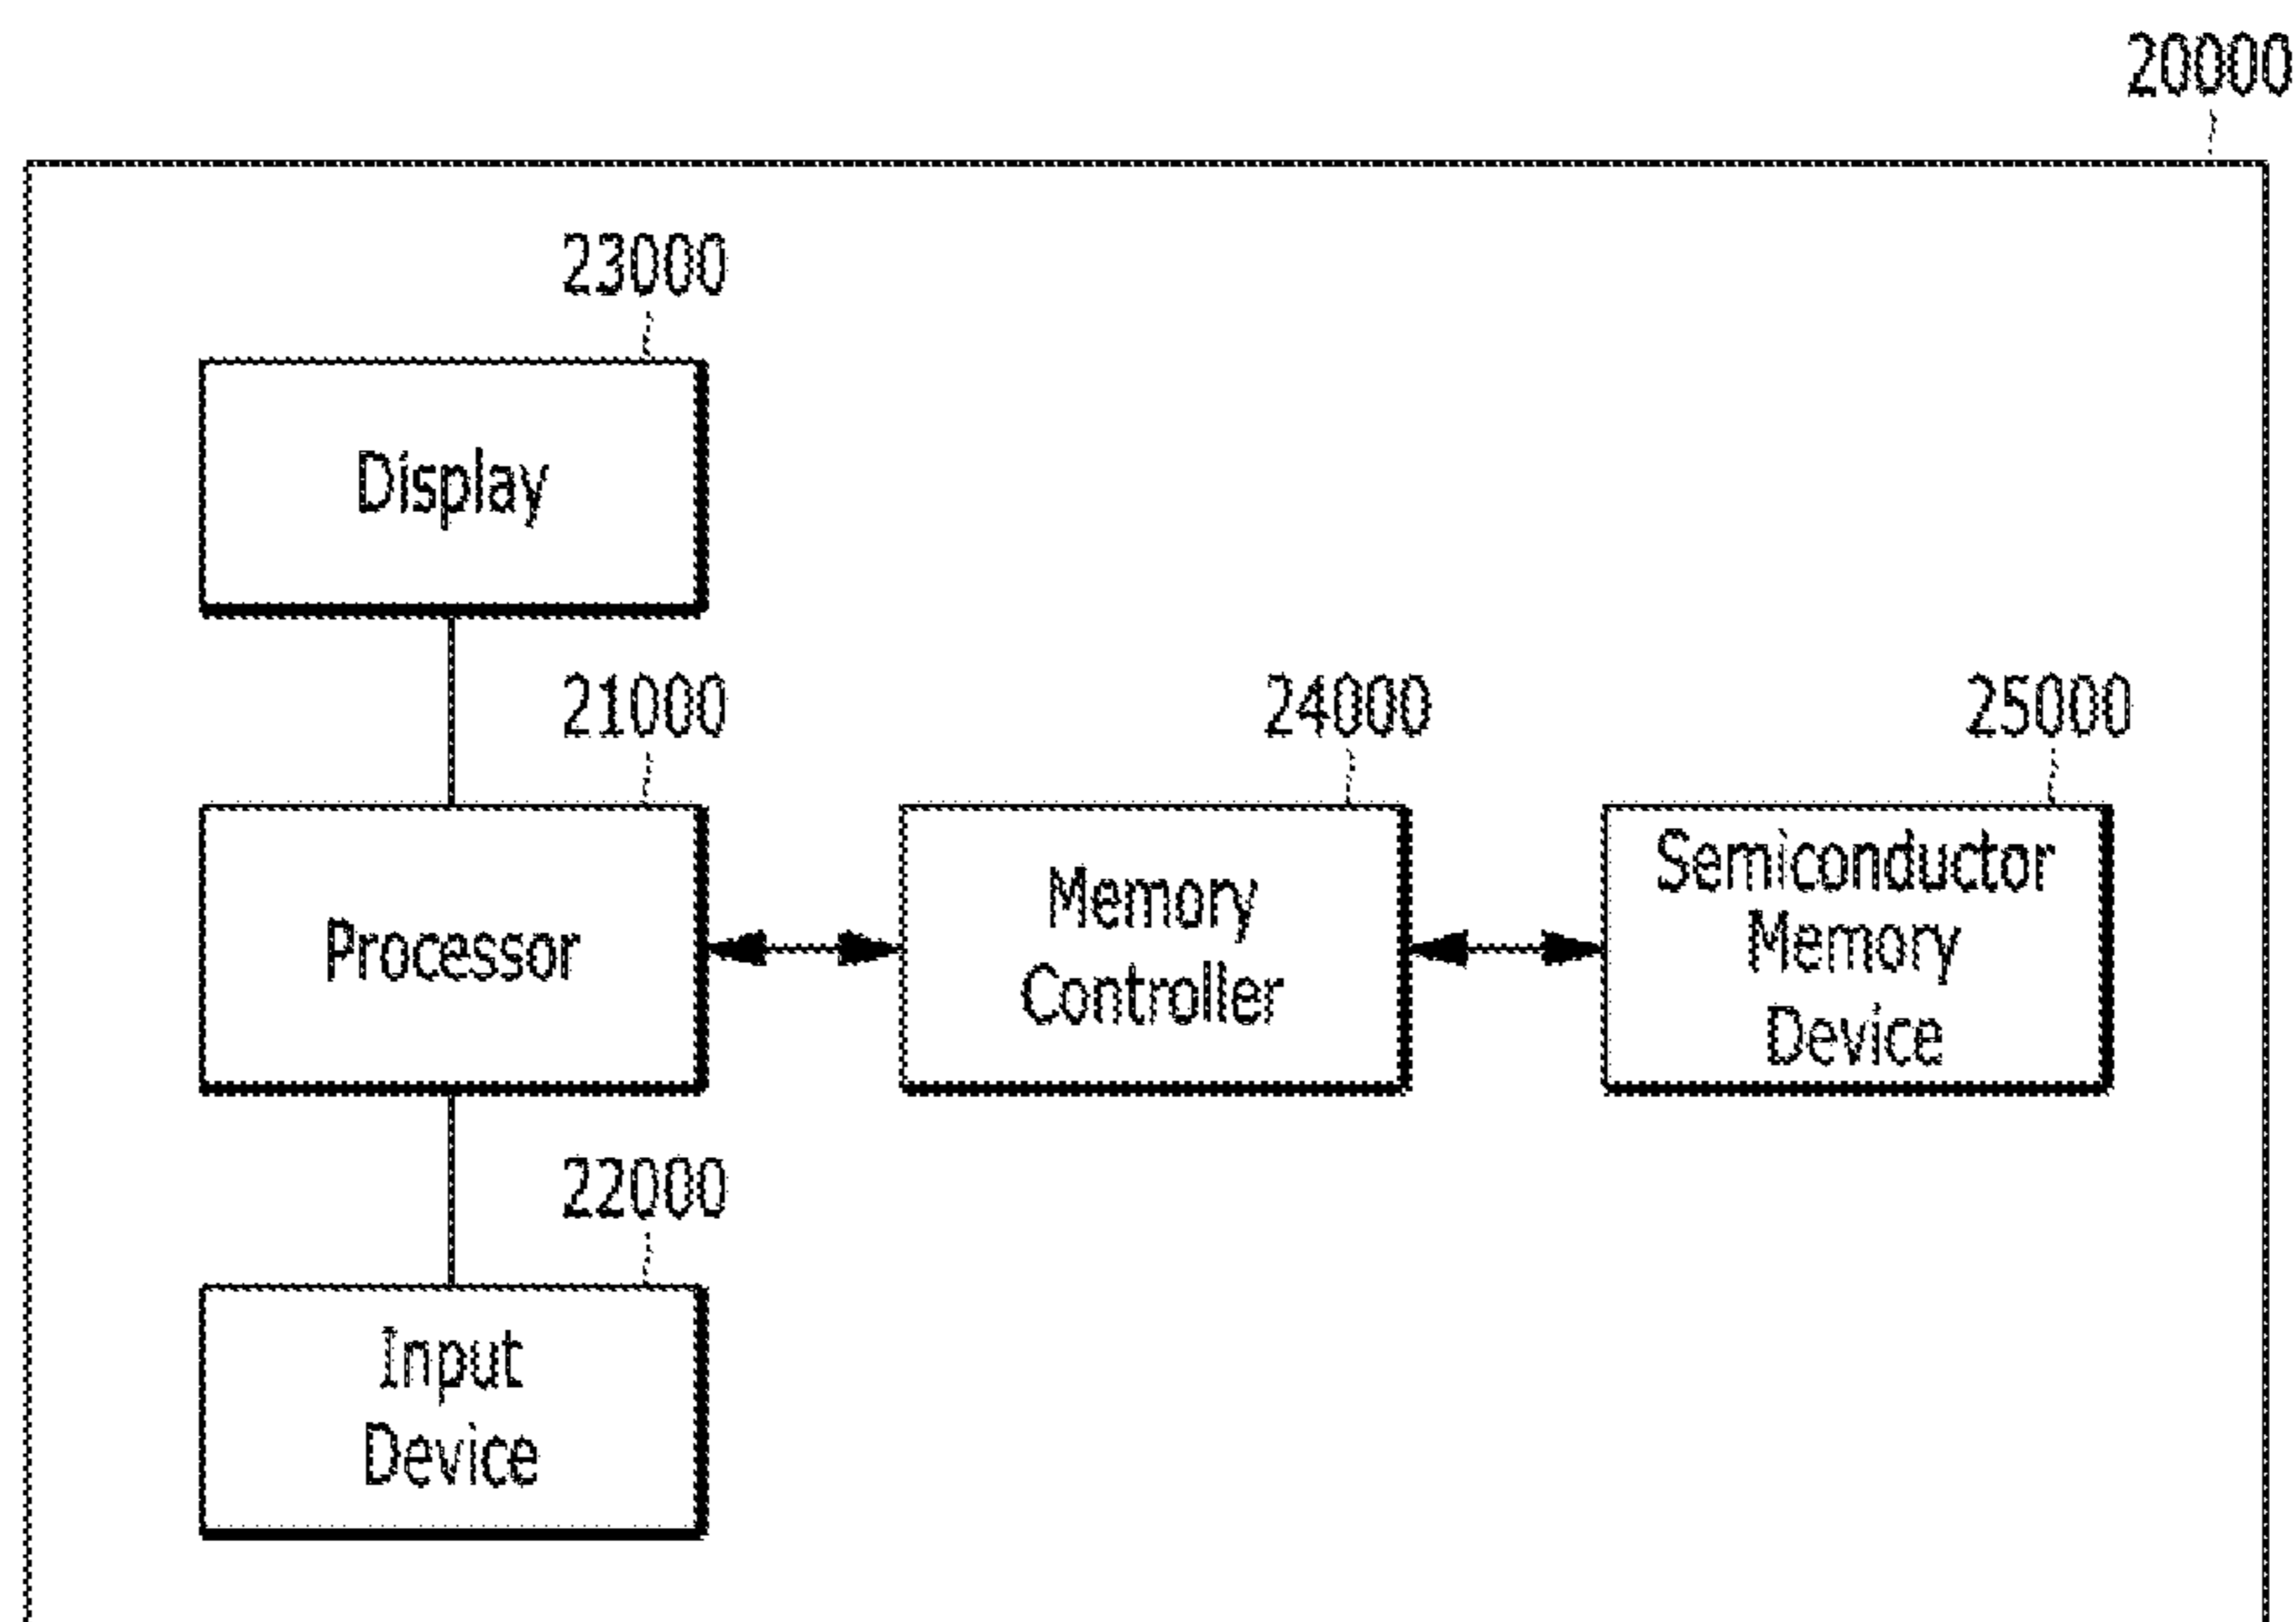 20000
23000
Display
21000
24000
25000
Processor
Memory
Controller
Semiconductor
Memory
Device
22000
Input
Device